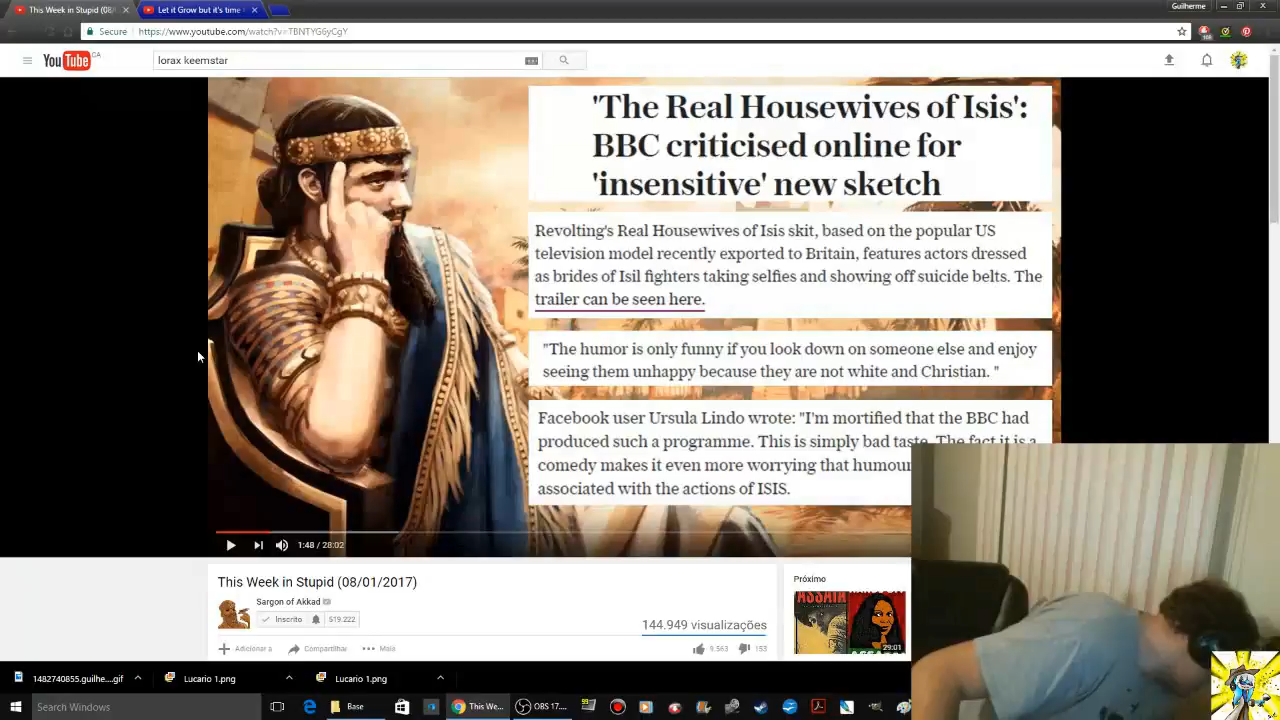 This Week in Stupid (08/
Let it Grow but it's time
Guilherme
Secure
https://www.youtube.com/watch?v=TBNTYG6yCgY
YouTube CA
lorax keemstar
'The Real Housewives of Isis':
BBC criticised online for
'insensitive' new sketch
Revolting's Real Housewives of Isis skit, based on the popular US
television model recently exported to Britain, features actors dressed
as brides of Isil fighters taking selfies and showing off suicide belts. The
trailer can be seen here.
"The humor is only funny if you look down on someone else and enjoy
seeing them unhappy because they are not white and Christian. "
Facebook user Ursula Lindo wrote: "I'm mortified that the BBC had
produced such a programme. This is simply bad taste. The fact it is a
comedy makes it even more worrying that humour
associated with the actions of ISIS.
1:48 / 28:02
This Week in Stupid (08/01/2017)
Sargon of Akkad
Inscrito 519.222
144.949 visualizações
Adicionar a Compartilhar Mais
9.563 153
Próximo
29:01
1482740855.guilhe....gif
Lucario 1.png
Lucario 1.png
Search Windows
Base
This We...
OBS 17....